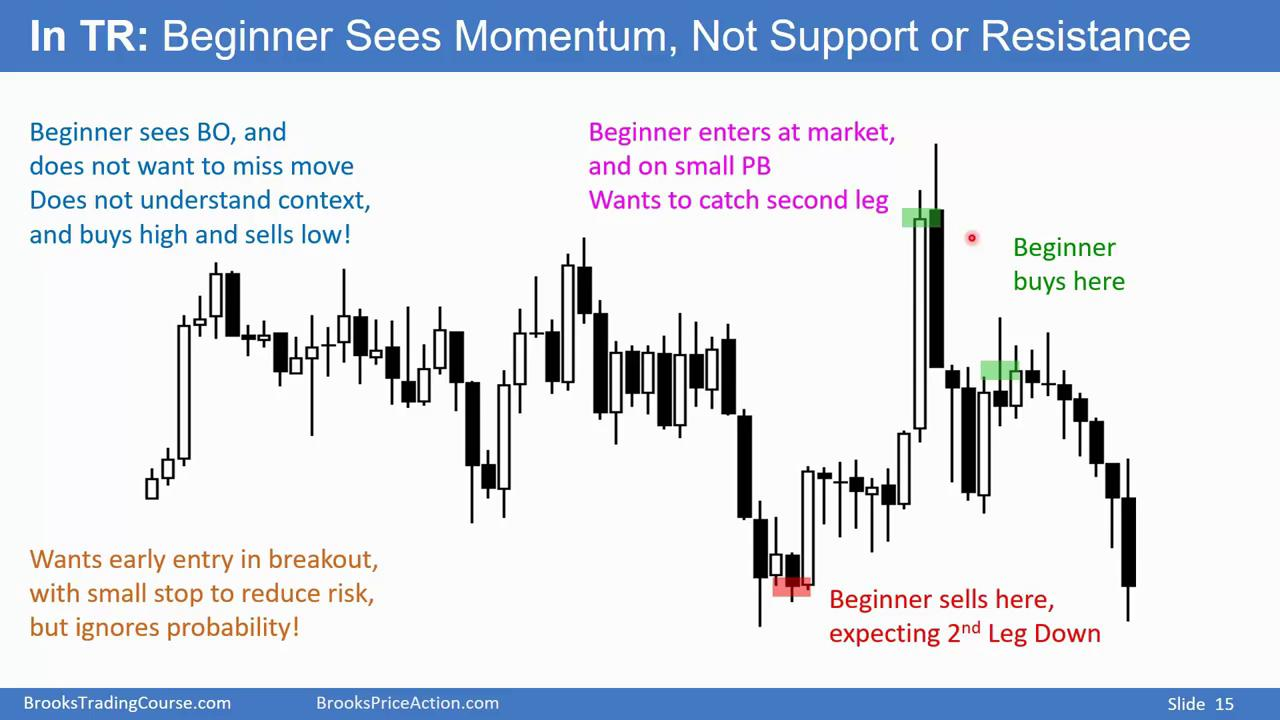 In TR: Beginner Sees Momentum, Not Support or Resistance
Beginner sees BO, and
does not want to miss move
Does not understand context,
and buys high and sells low!
Beginner enters at market,
and on small PB
Wants to catch second leg
Beginner
buys here
Wants early entry in breakout,
with small stop to reduce risk,
but ignores probability!
Beginner sells here,
expecting 2nd Leg Down
BrooksTradingCourse.com
BrooksPriceAction.com
Slide 15